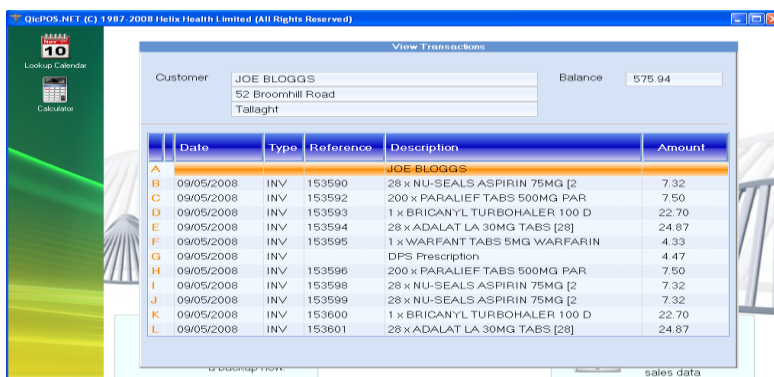 QicPOS.NET (C) 1987-2008 Helix Health Limited (All Rights Reserved)
Nov
10
Lookup Calendar
Calculator
View Transactions
Customer JOE BLOGGS Balance 575.94
52 Broomhill Road
Tallaght
Date Type Reference Description Amount
A JOE BLOGGS
B 09/05/2008 INV 153590 28 x NU-SEALS ASPIRIN 75MG [2 7.32
C 09/05/2008 INV 153592 200 x PARALIEF TABS 500MG PAR 7.50
D 09/05/2008 INV 153593 1 x BRICANYL TURBOHALER 100 D 22.70
E 09/05/2008 INV 153594 28 x ADALAT LA 30MG TABS [28] 24.87
F 09/05/2008 INV 153595 1 x WARFANT TABS 5MG WARFARIN 4.33
G 09/05/2008 INV DPS Prescription 4.47
H 09/05/2008 INV 153596 200 x PARALIEF TABS 500MG PAR 7.50
I 09/05/2008 INV 153598 28 x NU-SEALS ASPIRIN 75MG [2 7.32
J 09/05/2008 INV 153599 28 x NU-SEALS ASPIRIN 75MG [2 7.32
K 09/05/2008 INV 153600 1 x BRICANYL TURBOHALER 100 D 22.70
L 09/05/2008 INV 153601 28 x ADALAT LA 30MG TABS [28] 24.87
a backup now.
sales data